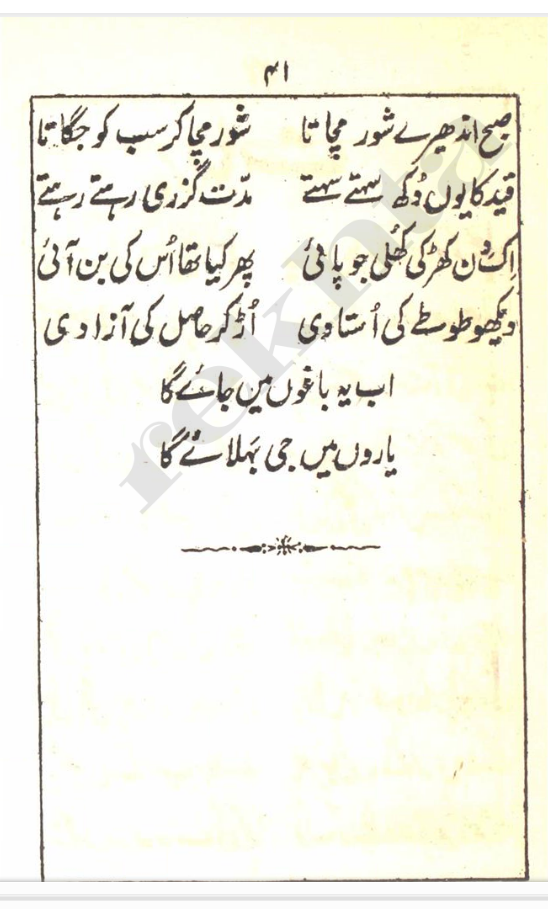 ۴۱
صبح اندھیرے شور مچاتا شور مچا کر سب کو جگاتا
قید کا یوں دُکھ سہتے سہتے مدّت گزری رہتے رہتے
اِک دن کھڑکی کھُلی جو پائی پھر کیا تھا اُس کی بن آئی
دیکھو طوطے کی اُستادی اُڑ کر حاصل کی آزادی
اب یہ باغوں میں جائے گا
یاروں میں جی بَہلائے گا
rekhta